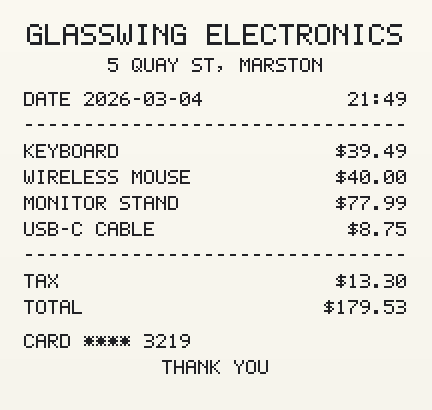 GLASSWING ELECTRONICS
5 QUAY ST, MARSTON
DATE 2026-03-04 21:49
--------------------------------
KEYBOARD $39.49
WIRELESS MOUSE $40.00
MONITOR STAND $77.99
USB-C CABLE $8.75
--------------------------------
TAX $13.30
TOTAL $179.53
CARD **** 3219
THANK YOU